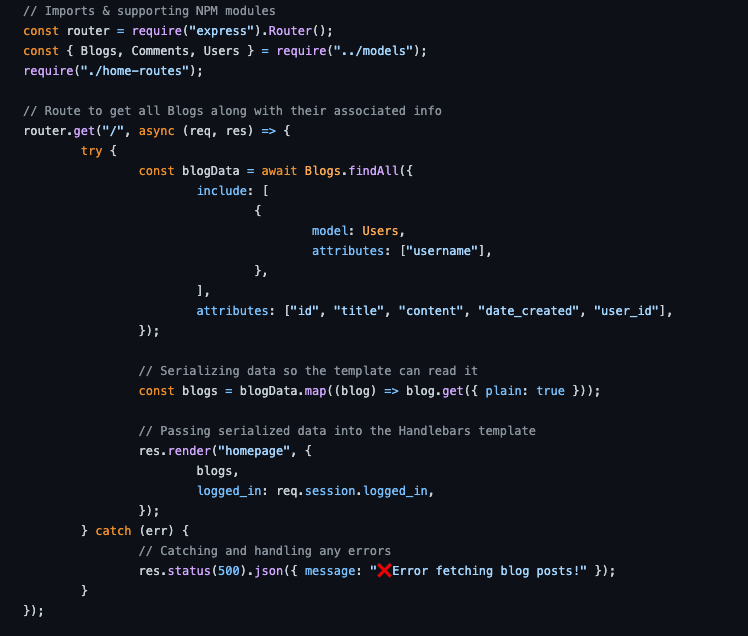 // Imports & supporting NPM modules
const router = require("express").Router();
const { Blogs, Comments, Users } = require("../models");
require("./home-routes");

// Route to get all Blogs along with their associated info
router.get("/", async (req, res) => {
        try {
                const blogData = await Blogs.findAll({
                        include: [
                                {
                                        model: Users,
                                        attributes: ["username"],
                                },
                        ],
                        attributes: ["id", "title", "content", "date_created", "user_id"],
                });

                // Serializing data so the template can read it
                const blogs = blogData.map((blog) => blog.get({ plain: true }));

                // Passing serialized data into the Handlebars template
                res.render("homepage", {
                        blogs,
                        logged_in: req.session.logged_in,
                });
        } catch (err) {
                // Catching and handling any errors
                res.status(500).json({ message: "❌Error fetching blog posts!" });
        }
});